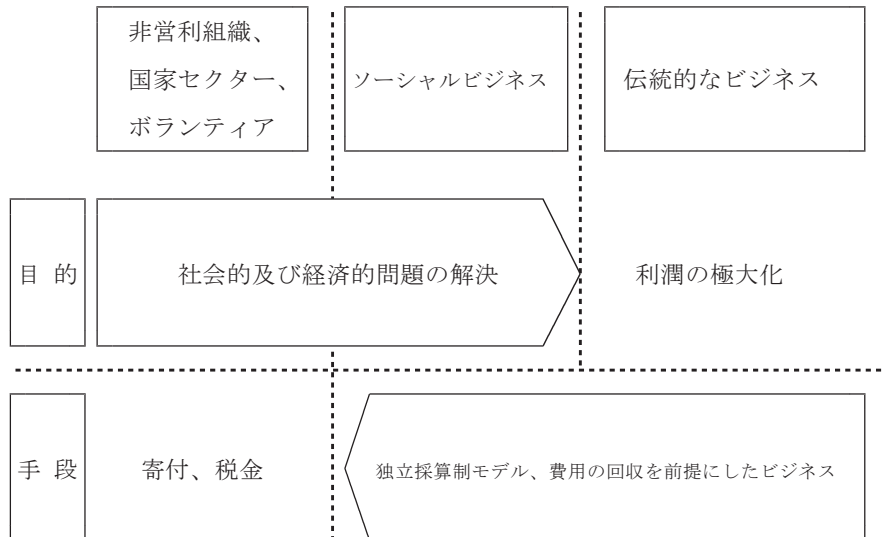 非営利組織、
国家セクター、
ボランティア
ソーシャルビジネス
伝統的なビジネス
目 的
社会的及び経済的問題の解決
利潤の極大化
手 段
寄付、税金
独立採算制モデル、費用の回収を前提にしたビジネス